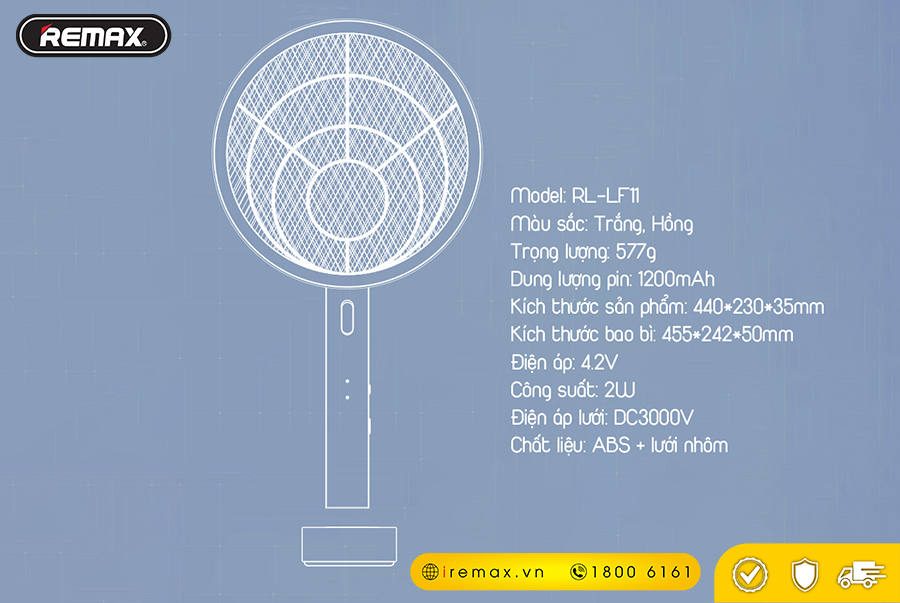 REMAX®
Model: RL-LF11
Màu sắc: Trắng, Hồng
Trọng lượng: 577g
Dung lượng pin: 1200mAh
Kích thước sản phẩm: 440*230*35mm
Kích thước bao bì: 455*242*50mm
Điện áp: 4.2V
Công suất: 2W
Điện áp lưới: DC3000V
Chất liệu: ABS + lưới nhôm
iremax.vn 1800 6161